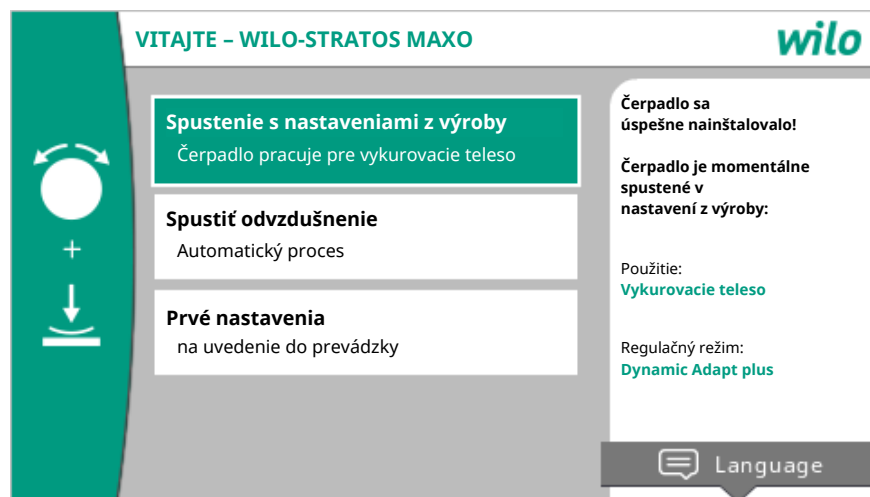 VITAJTE – WILO-STRATOS MAXO
wilo
Spustenie s nastaveniami z výroby
Čerpadlo pracuje pre vykurovacie teleso
Spustiť odvzdušnenie
Automatický proces
Prvé nastavenia
na uvedenie do prevádzky
Čerpadlo sa
úspešne nainštalovalo!
Čerpadlo je momentálne
spustené v
nastavení z výroby:
Použitie:
Vykurovacie teleso
Regulačný režim:
Dynamic Adapt plus
Language